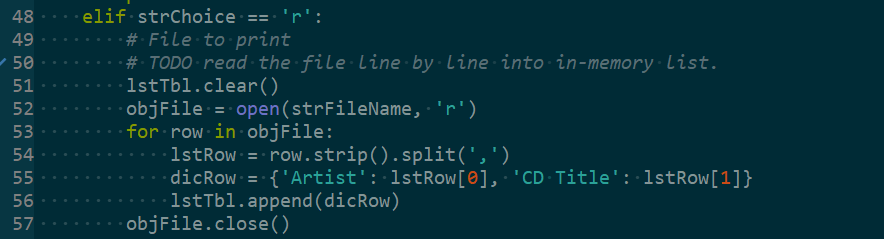 48 elif strChoice == 'r':
49 # File to print
50 # TODO read the file line by line into in-memory list.
51 lstTbl.clear()
52 objFile = open(strFileName, 'r')
53 for row in objFile:
54 lstRow = row.strip().split(',')
55 dicRow = {'Artist': lstRow[0], 'CD Title': lstRow[1]}
56 lstTbl.append(dicRow)
57 objFile.close()